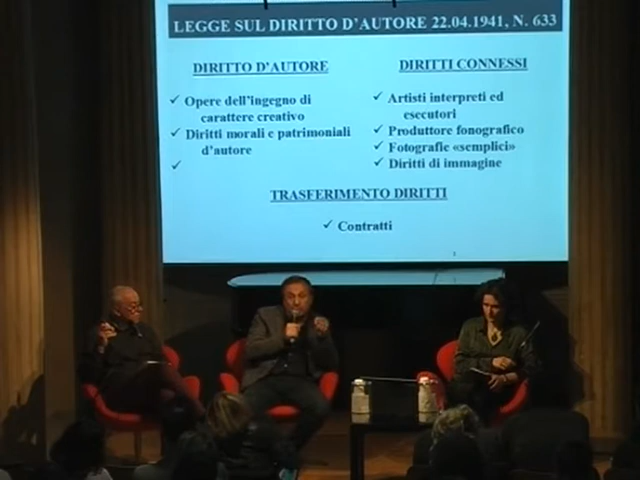 LEGGE SUL DIRITTO D'AUTORE 22.04.1941, N. 633
DIRITTO D'AUTORE
✓ Opere dell'ingegno di
carattere creativo
✓ Diritti morali e patrimoniali
d'autore
✓
DIRITTI CONNESSI
✓ Artisti interpreti ed
esecutori
✓ Produttore fonografico
✓ Fotografie «semplici»
✓ Diritti di immagine
TRASFERIMENTO DIRITTI
✓ Contratti